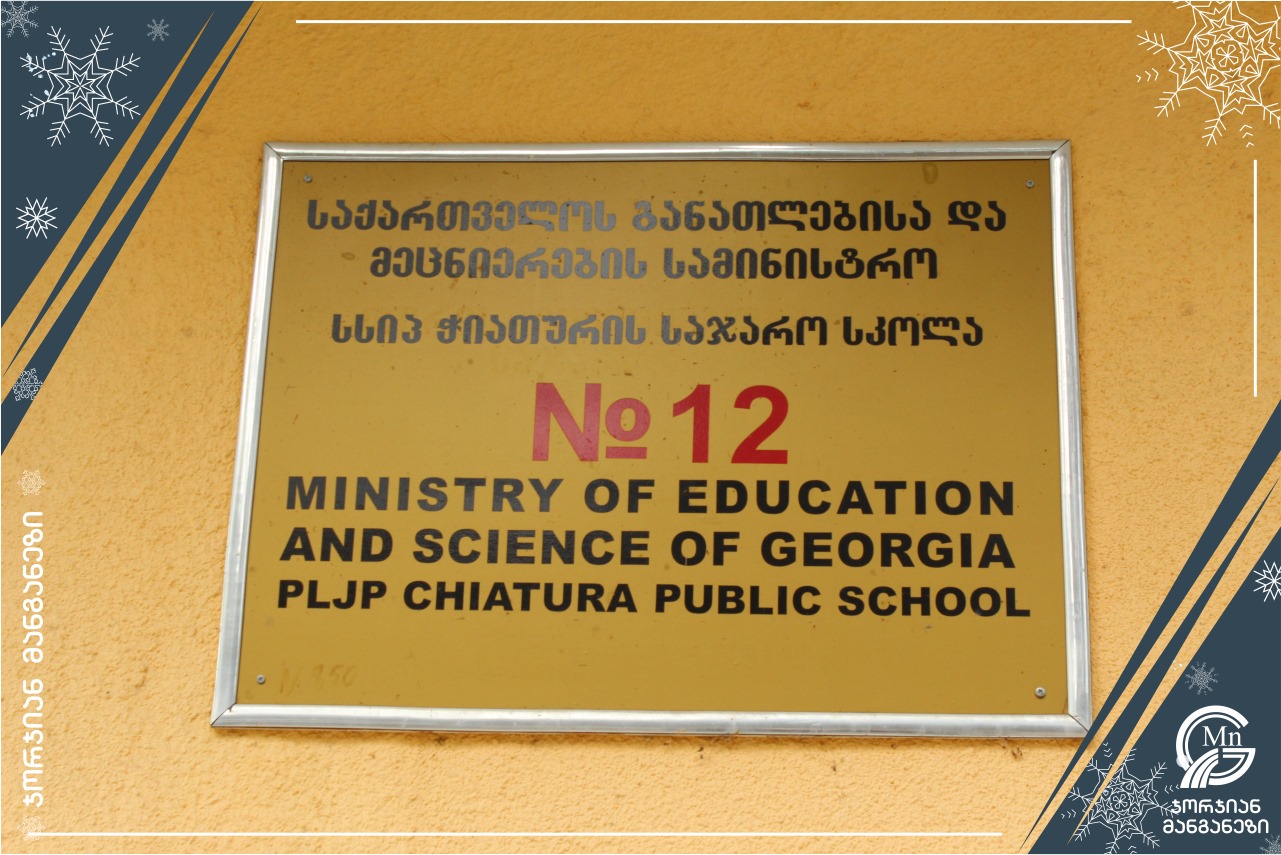 საქართველოს განათლებისა და
მეცნიერების სამინისტრო
სსიპ ჭიათურის საჯარო სკოლა
№12
MINISTRY OF EDUCATION
AND SCIENCE OF GEORGIA
PLJP CHIATURA PUBLIC SCHOOL
ჯორჯიან მანგანეზი
Mn
ჯორჯიან
მანგანეზი